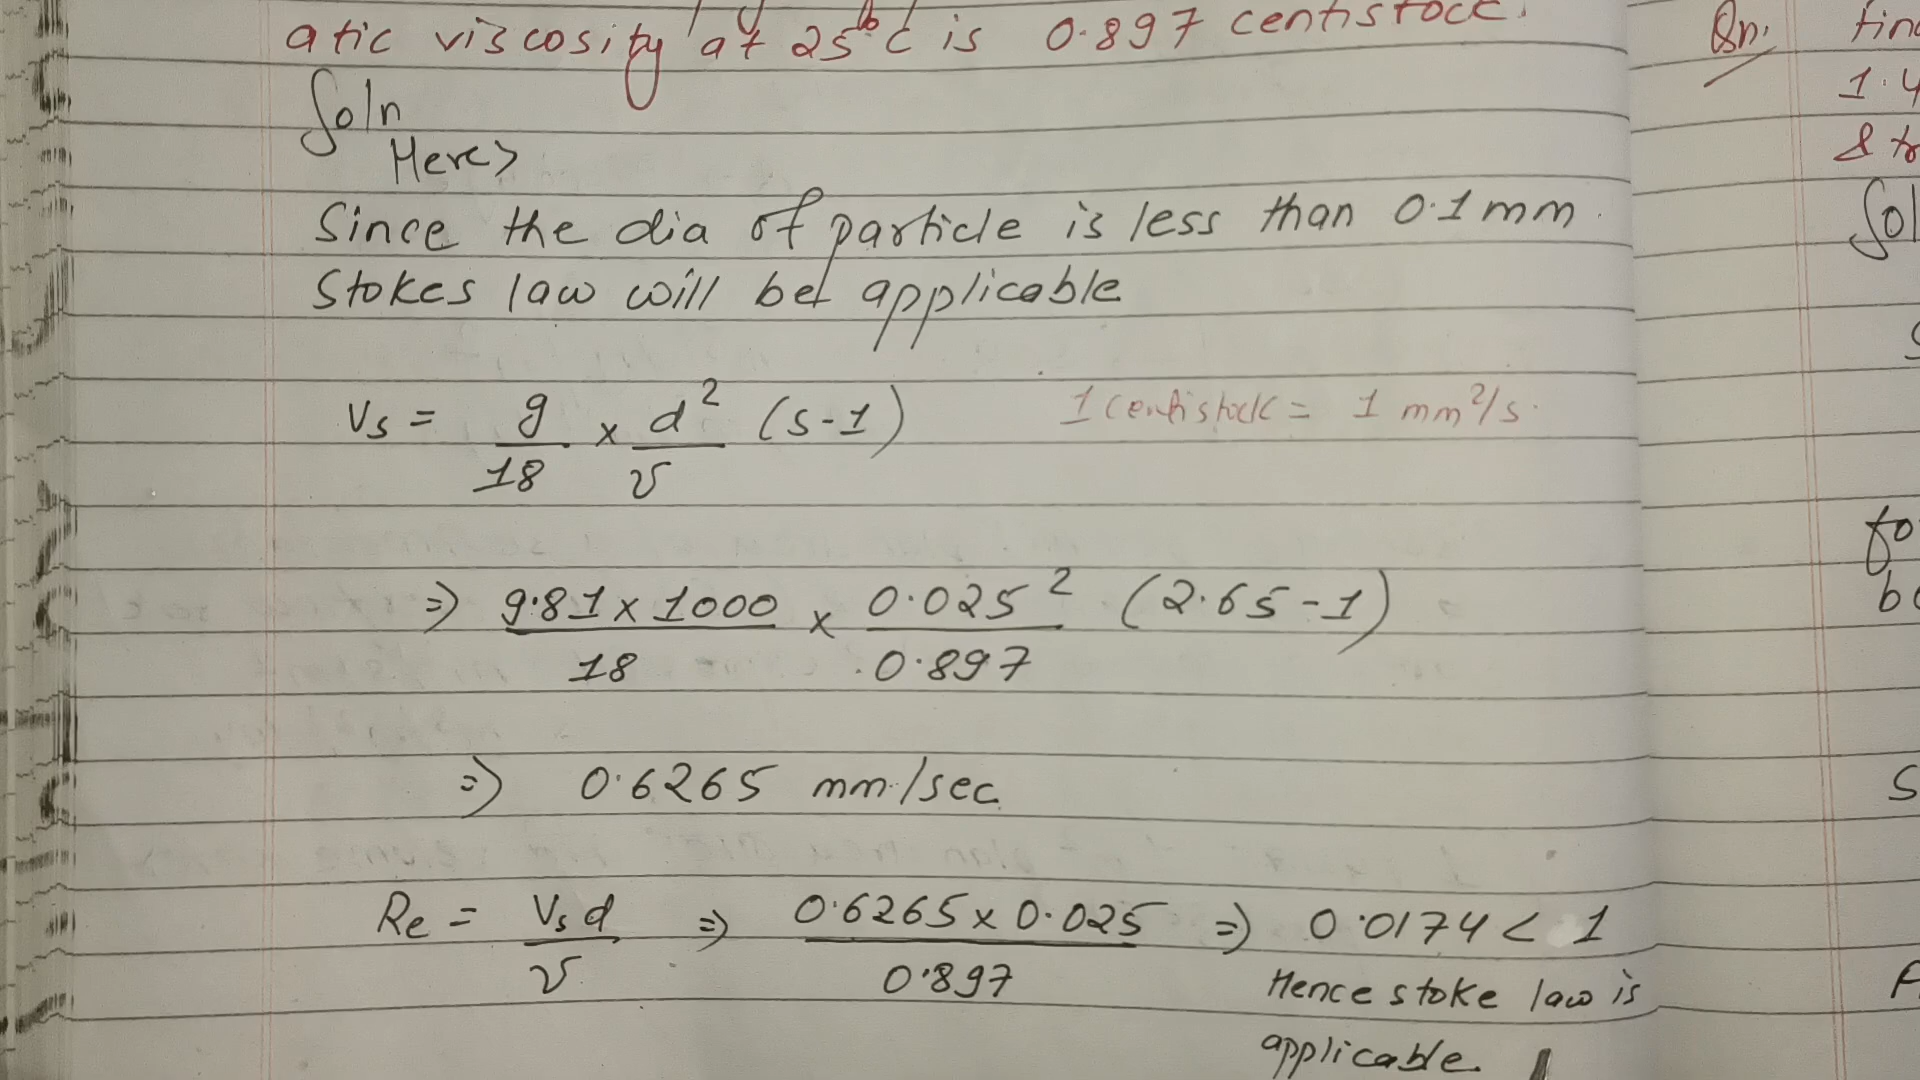 atic viscosity at 25°C is 0.897 centistock.
Soln
Here>
Since the dia of particle is less than 0.1mm.
Stokes law will be applicable
Vs = g/18 × d²/ν (s-1)
1 centistock = 1 mm²/s.
=> 9.81 x 1000/18 × 0.025²/0.897 (2.65-1)
=> 0.6265 mm/sec
Re = Vs d/ν => 0.6265 x 0.025/0.897 => 0.0174 < 1
Hence stoke law is
applicable.
Qn.
1.4
&
Sol